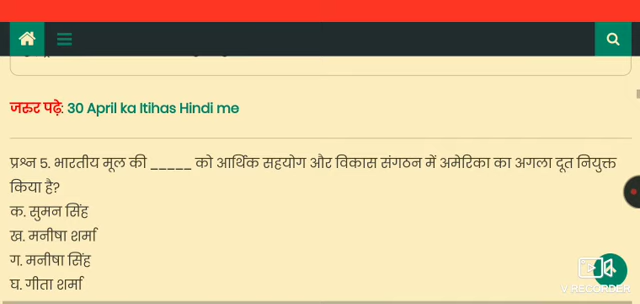 जरुर पढ़े: 30 April ka Itihas Hindi me
प्रश्न 5. भारतीय मूल की _____ को आर्थिक सहयोग और विकास संगठन में अमेरिका का अगला दूत नियुक्त
किया है?
क. सुमन सिंह
ख. मनीषा शर्मा
ग. मनीषा सिंह
घ. गीता शर्मा
V RECORDER